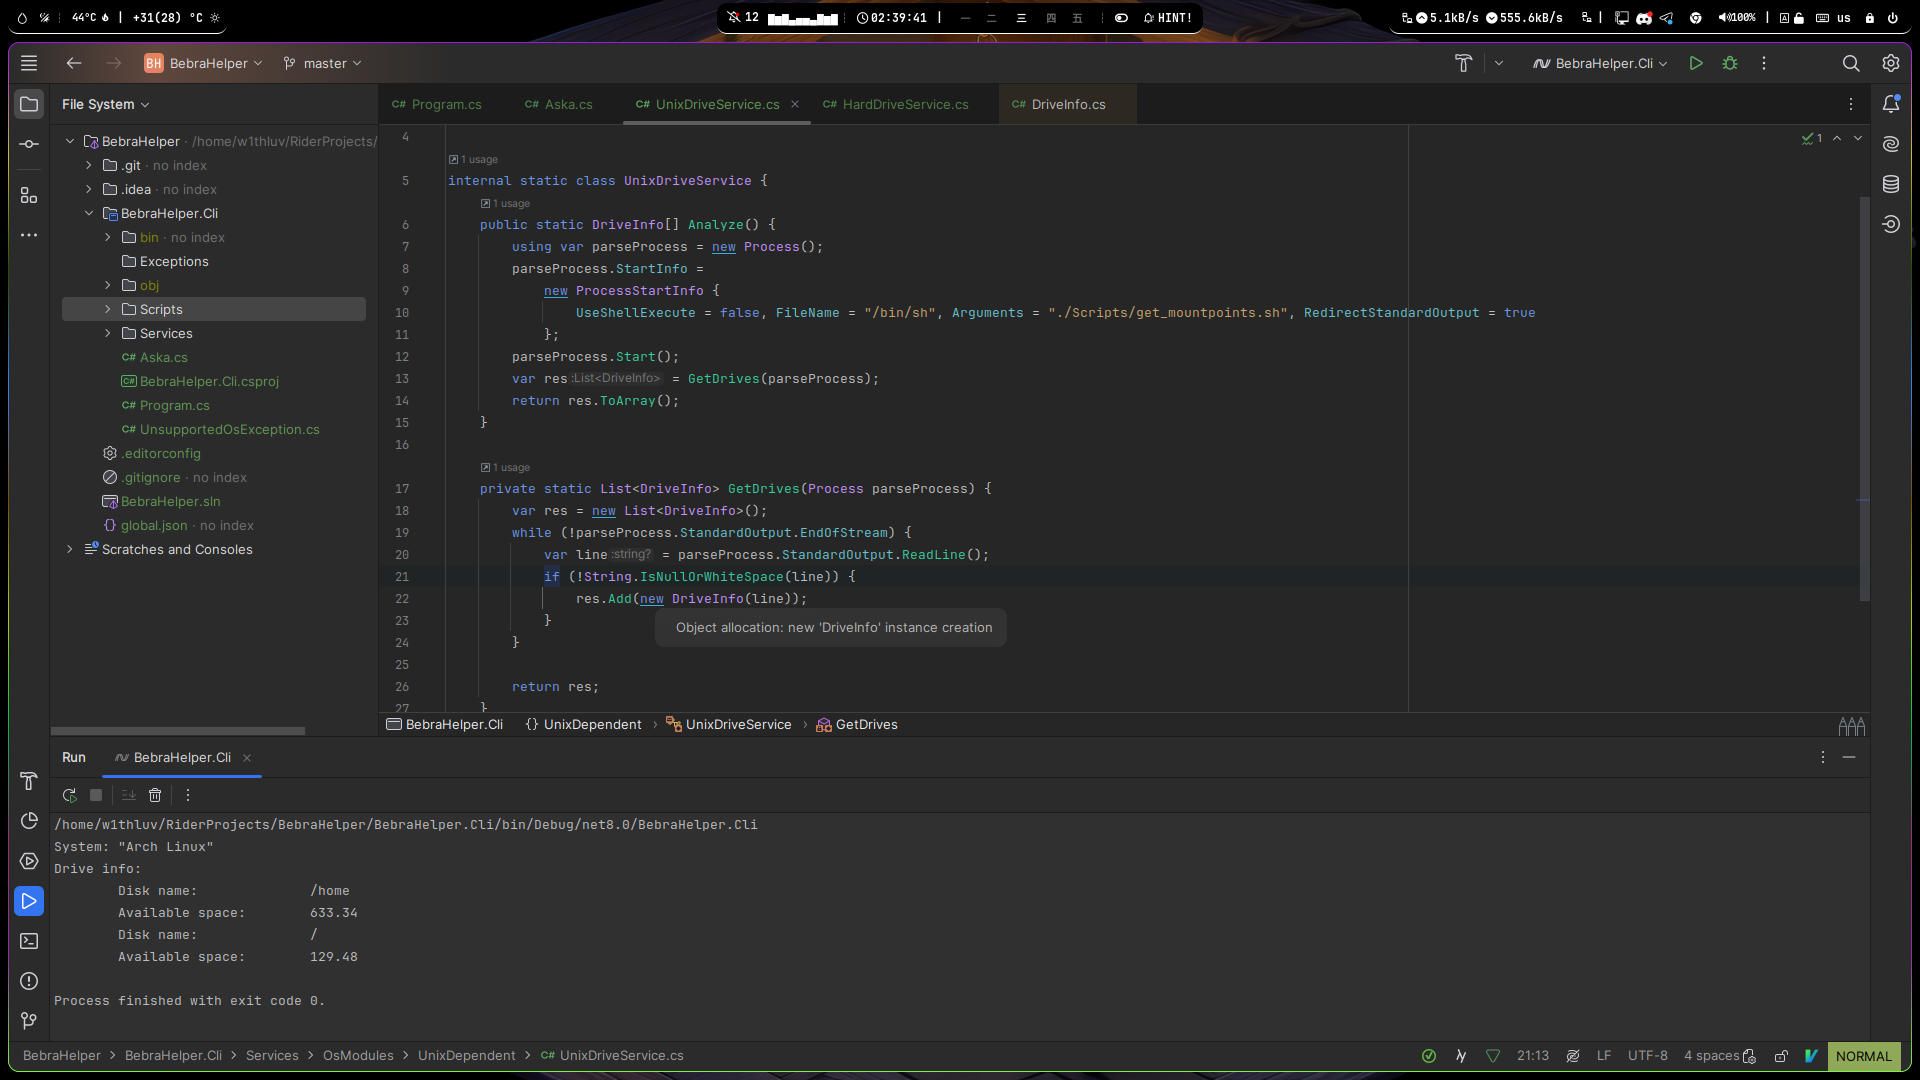 44°C
+31(28) °C
12
02:39:41
一 二 三 四 五
HINT!
5.1kB/s 555.6kB/s
100%
us
BH BebraHelper
master
BebraHelper.Cli
File System
C# Program.cs
C# Aska.cs
C# UnixDriveService.cs
C# HardDriveService.cs
C# DriveInfo.cs
BebraHelper · /home/w1thluv/RiderProjects/
.git · no index
.idea · no index
BebraHelper.Cli
bin · no index
Exceptions
obj
Scripts
Services
C# Aska.cs
C# BebraHelper.Cli.csproj
C# Program.cs
C# UnsupportedOsException.cs
.editorconfig
.gitignore · no index
BebraHelper.sln
global.json · no index
Scratches and Consoles
1
4
1 usage
5 internal static class UnixDriveService {
1 usage
6 public static DriveInfo[] Analyze() {
7 using var parseProcess = new Process();
8 parseProcess.StartInfo =
9 new ProcessStartInfo {
10 UseShellExecute = false, FileName = "/bin/sh", Arguments = "./Scripts/get_mountpoints.sh", RedirectStandardOutput = true
11 };
12 parseProcess.Start();
13 var res :List<DriveInfo> = GetDrives(parseProcess);
14 return res.ToArray();
15 }
16
1 usage
17 private static List<DriveInfo> GetDrives(Process parseProcess) {
18 var res = new List<DriveInfo>();
19 while (!parseProcess.StandardOutput.EndOfStream) {
20 var line :string? = parseProcess.StandardOutput.ReadLine();
21 if (!String.IsNullOrWhiteSpace(line)) {
22 res.Add(new DriveInfo(line));
23 }
Object allocation: new 'DriveInfo' instance creation
24 }
25
26 return res;
27 }
BebraHelper.Cli {} UnixDependent › UnixDriveService › GetDrives
Run
BebraHelper.Cli
/home/w1thluv/RiderProjects/BebraHelper/BebraHelper.Cli/bin/Debug/net8.0/BebraHelper.Cli
System: "Arch Linux"
Drive info:
Disk name: /home
Available space: 633.34
Disk name: /
Available space: 129.48
Process finished with exit code 0.
BebraHelper > BebraHelper.Cli > Services > OsModules > UnixDependent > C# UnixDriveService.cs
21:13
LF
UTF-8
4 spaces
NORMAL